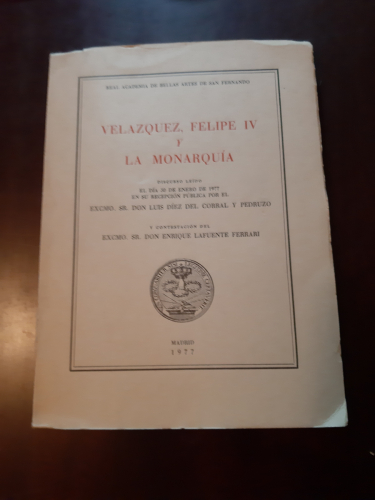 REAL ACADEMIA DE BELLAS ARTES DE SAN FERNANDO
VELAZQUEZ, FELIPE IV
Y
LA MONARQUÍA
DISCURSO LEÍDO
EL DÍA DE ENERO DE 1977
EN SU RECEPCIÓN PÚBLICA POR EL
EXCMO. SR. DON LUIS DÍEZ DEL CORRAL Y PEDRUZO
Y CONTESTACIÓN DEL
EXCMO. SR. DON ENRIQUE LAFUENTE FERRARI
MADRID
1977